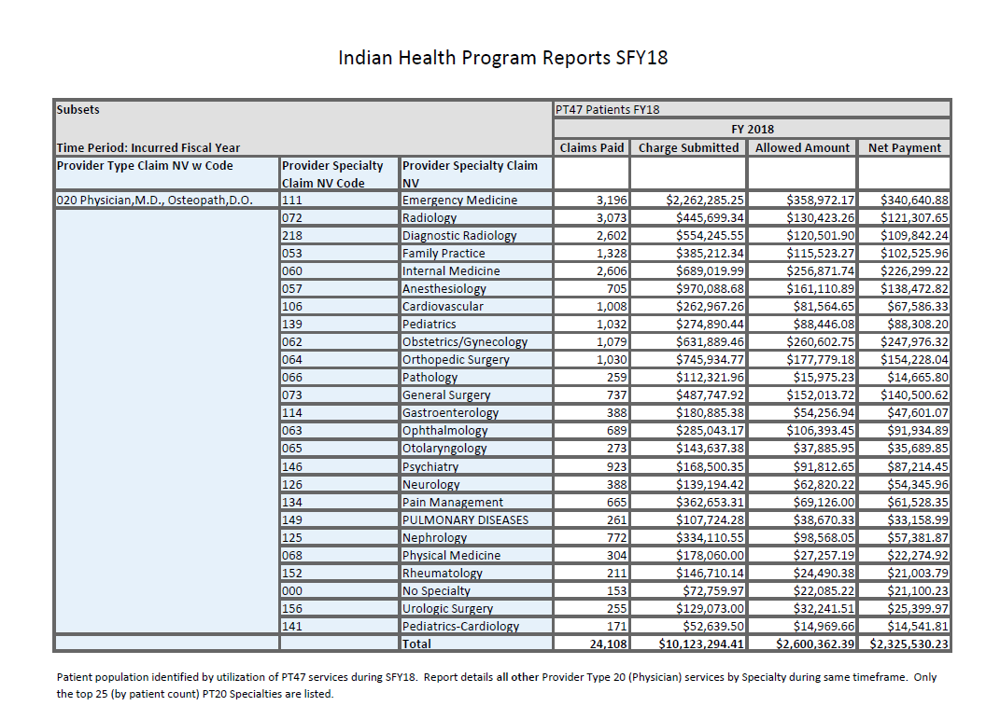 Indian Health Program Reports SFY18
Subsets PT47 Patients FY18
FY 2018
Time Period: Incurred Fiscal Year Claims Paid Charge Submitted Allowed Amount Net Payment
Provider Type Claim NV w Code Provider Specialty Provider Specialty Claim
Claim NV Code NV
020 Physician,M.D., Osteopath,D.O. 111 Emergency Medicine 3,196 $2,262,285.25 $358,972.17 $340,640.88
072 Radiology 3,073 $445,699.34 $130,423.26 $121,307.65
218 Diagnostic Radiology 2,602 $554,245.55 $120,501.90 $109,842.24
053 Family Practice 1,328 $385,212.34 $115,523.27 $102,525.96
060 Internal Medicine 2,606 $689,019.99 $256,871.74 $226,299.22
057 Anesthesiology 705 $970,088.68 $161,110.89 $138,472.82
106 Cardiovascular 1,008 $262,967.26 $81,564.65 $67,586.33
139 Pediatrics 1,032 $274,890.44 $88,446.08 $88,308.20
062 Obstetrics/Gynecology 1,079 $631,889.46 $260,602.75 $247,976.32
064 Orthopedic Surgery 1,030 $745,934.77 $177,779.18 $154,228.04
066 Pathology 259 $112,321.96 $15,975.23 $14,665.80
073 General Surgery 737 $487,747.92 $152,013.72 $140,500.62
114 Gastroenterology 388 $180,885.38 $54,256.94 $47,601.07
063 Ophthalmology 689 $285,043.17 $106,393.45 $91,934.89
065 Otolaryngology 273 $143,637.38 $37,885.95 $35,689.85
146 Psychiatry 923 $168,500.35 $91,812.65 $87,214.45
126 Neurology 388 $139,194.42 $62,820.22 $54,345.96
134 Pain Management 665 $362,653.31 $69,126.00 $61,528.35
149 PULMONARY DISEASES 261 $107,724.28 $38,670.33 $33,158.99
125 Nephrology 772 $334,110.55 $98,568.05 $57,381.87
068 Physical Medicine 304 $178,060.00 $27,257.19 $22,274.92
152 Rheumatology 211 $146,710.14 $24,490.38 $21,003.79
000 No Specialty 153 $72,759.97 $22,085.22 $21,100.23
156 Urologic Surgery 255 $129,073.00 $32,241.51 $25,399.97
141 Pediatrics-Cardiology 171 $52,639.50 $14,969.66 $14,541.81
Total 24,108 $10,123,294.41 $2,600,362.39 $2,325,530.23
Patient population identified by utilization of PT47 services during SFY18. Report details all other Provider Type 20 (Physician) services by Specialty during same timeframe. Only
the top 25 (by patient count) PT20 Specialties are listed.